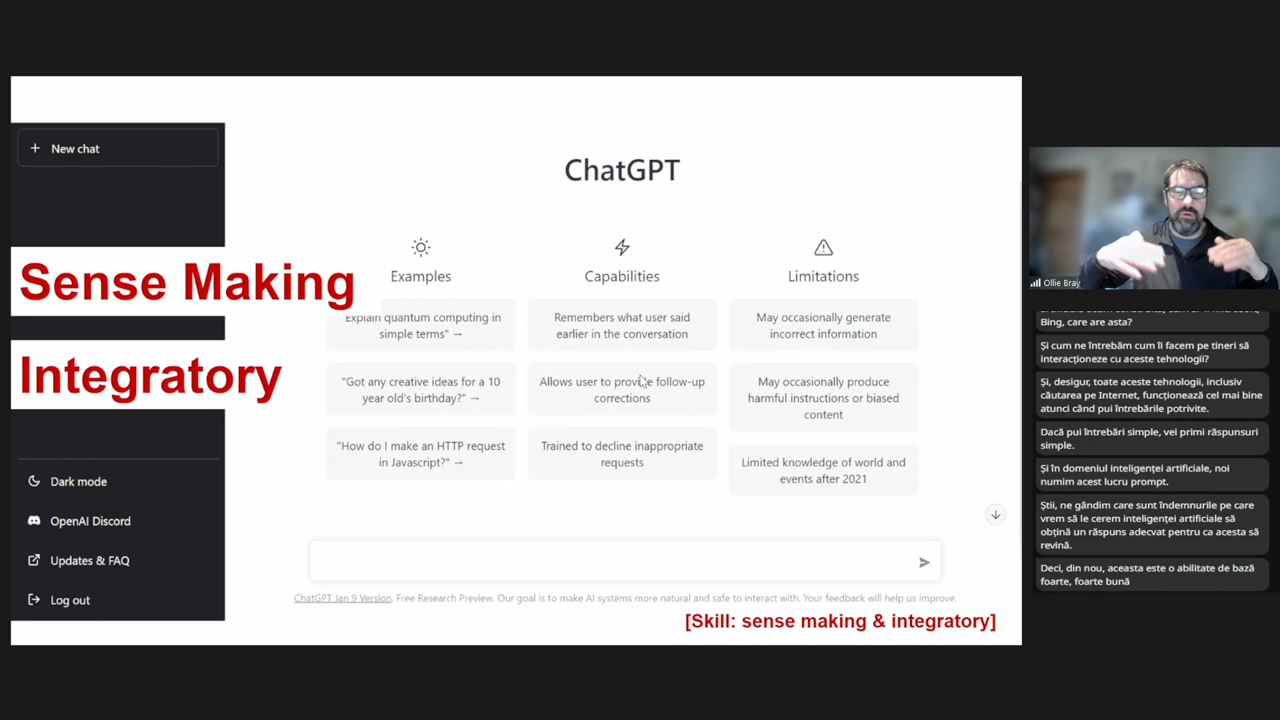 New chat
Sense Making
Integratory
Dark mode
OpenAI Discord
Updates & FAQ
Log out
ChatGPT
Examples
Explain quantum computing in
simple terms" →
"Got any creative ideas for a 10
year old's birthday?" →
"How do I make an HTTP request
in Javascript?" →
Capabilities
Remembers what user said
earlier in the conversation
Allows user to provide follow-up
corrections
Trained to decline inappropriate
requests
Limitations
May occasionally generate
incorrect information
May occasionally produce
harmful instructions or biased
content
Limited knowledge of world and
events after 2021
ChatGPT Jan 9 Version. Free Research Preview. Our goal is to make AI systems more natural and safe to interact with. Your feedback will help us improve.
[Skill: sense making & integratory]
Ollie Bray
Bing, care are asta?
Și cum ne întrebăm cum îi facem pe tineri să
interacționeze cu aceste tehnologii?
Și, desigur, toate aceste tehnologii, inclusiv
căutarea pe Internet, funcționează cel mai bine
atunci când pui întrebările potrivite.
Dacă pui întrebări simple, vei primi răspunsuri
simple.
Și în domeniul inteligenței artificiale, noi
numim acest lucru prompt.
Știi, ne gândim care sunt îndemnurile pe care
vrem să le cerem inteligenței artificiale să
obțină un răspuns adecvat pentru ca acesta să
revină.
Deci, din nou, aceasta este o abilitate de bază
foarte, foarte bună